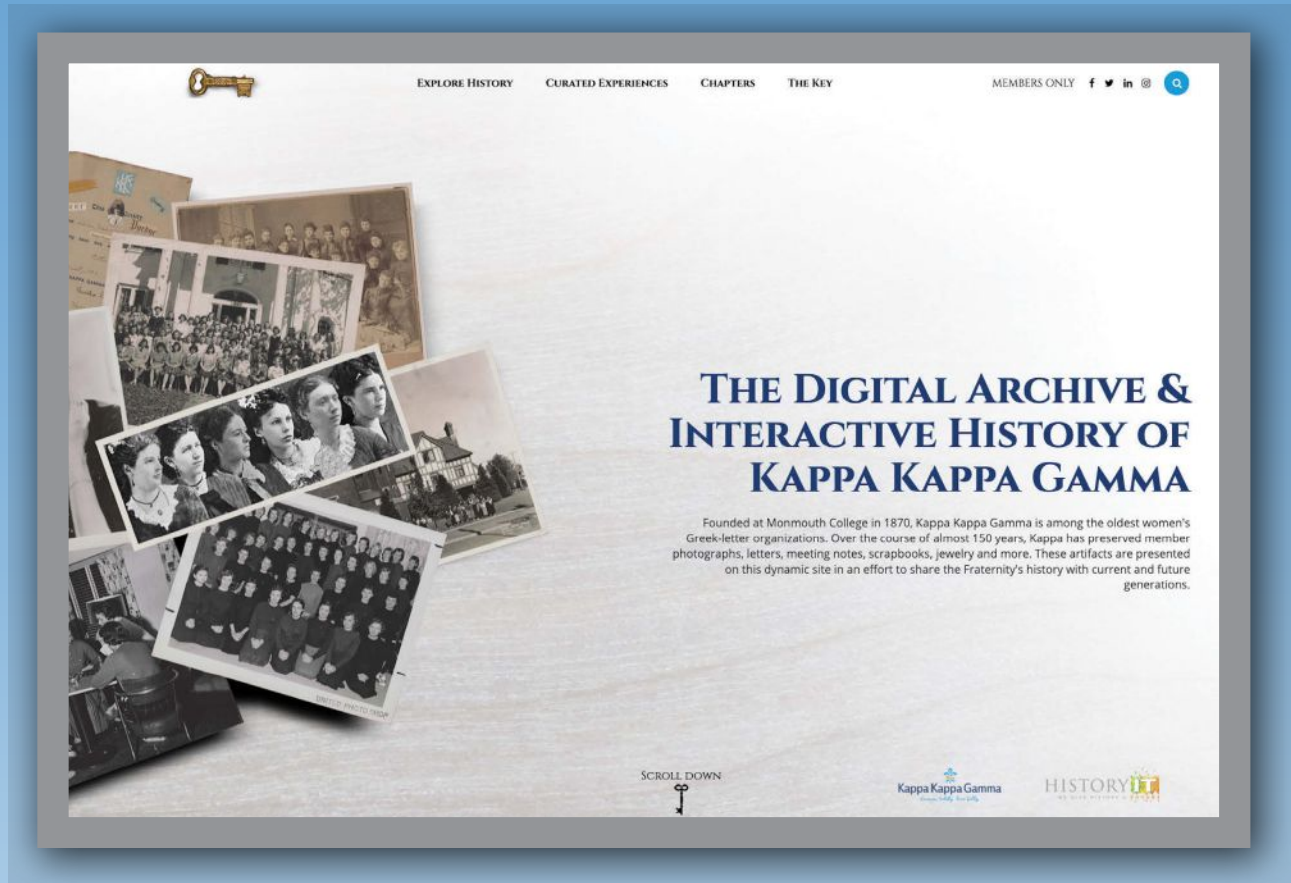 EXPLORE HISTORY
CURATED EXPERIENCES
CHAPTERS
THE KEY
MEMBERS ONLY
THE DIGITAL ARCHIVE &
INTERACTIVE HISTORY OF
KAPPA KAPPA GAMMA
Founded at Monmouth College in 1870, Kappa Kappa Gamma is among the oldest women's
Greek-letter organizations. Over the course of almost 150 years, Kappa has preserved member
photographs, letters, meeting notes, scrapbooks, jewelry and more. These artifacts are presented
on this dynamic site in an effort to share the Fraternity's history with current and future
generations.
UNITED PHOTO SHOP
SCROLL DOWN
Kappa Kappa Gamma
HISTORYIT